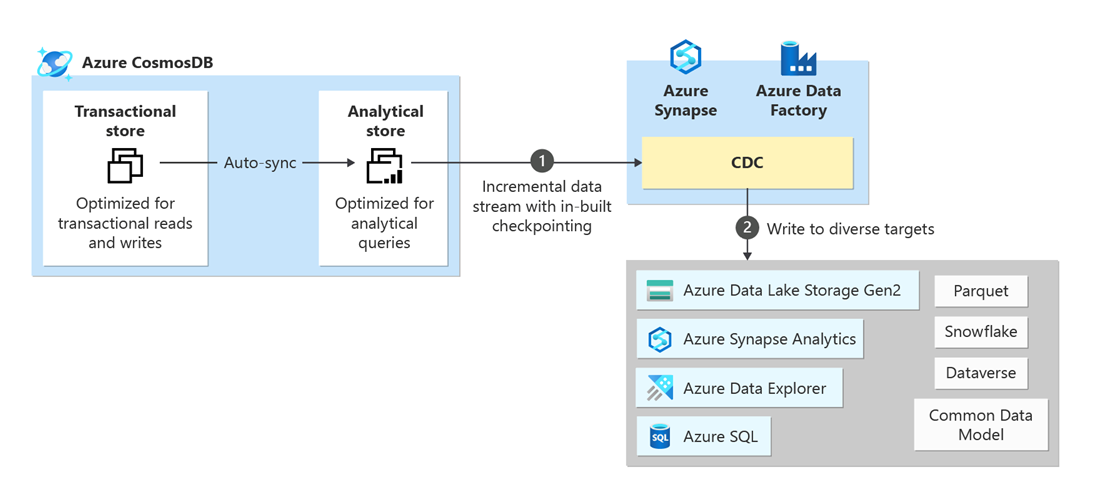 Azure CosmosDB
Transactional
store
Optimized for
transactional reads
and writes
Auto-sync
Analytical
store
Optimized for
analytical
queries
1
Incremental data
stream with in-built
checkpointing
Azure
Synapse
Azure Data
Factory
CDC
2
Write to diverse targets
Azure Data Lake Storage Gen2
Azure Synapse Analytics
Azure Data Explorer
SQL
Azure SQL
Parquet
Snowflake
Dataverse
Common Data
Model